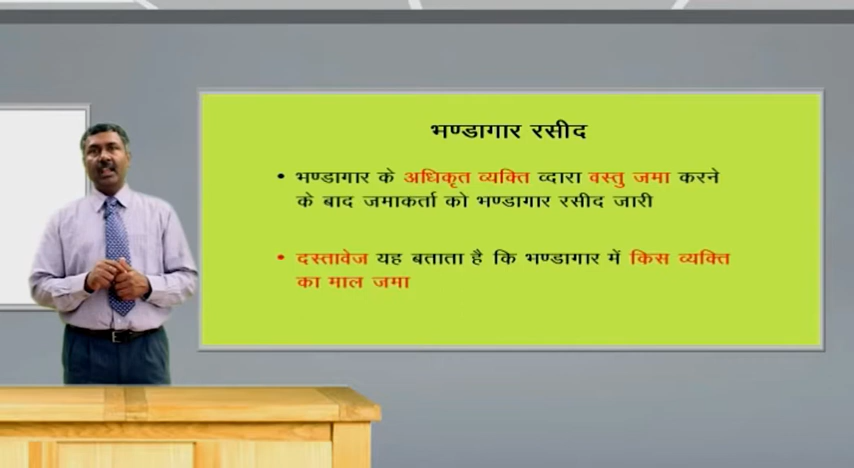 भण्डागार रसीद
• भण्डागार के अधिकृत व्यक्ति व्दारा वस्तु जमा करने
के बाद जमाकर्ता को भण्डागार रसीद जारी
• दस्तावेज यह बताता है कि भण्डागार में किस व्यक्ति
का माल जमा